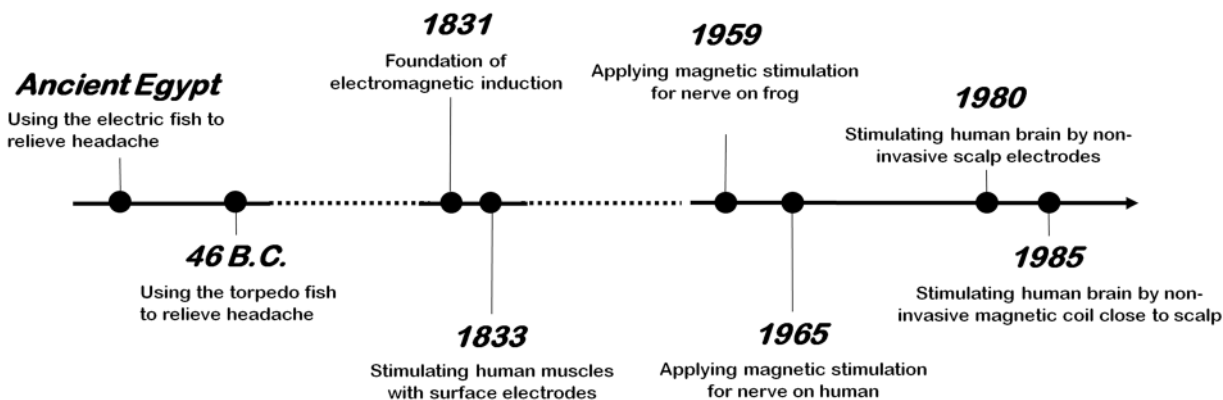 Ancient Egypt
Using the electric fish to
relieve headache
46 B.C.
Using the torpedo fish
to relieve headache
1831
Foundation of
electromagnetic induction
1833
Stimulating human muscles
with surface electrodes
1959
Applying magnetic stimulation
for nerve on frog
1965
Applying magnetic stimulation
for nerve on human
1980
Stimulating human brain by non-
invasive scalp electrodes
1985
Stimulating human brain by non-
invasive magnetic coil close to scalp